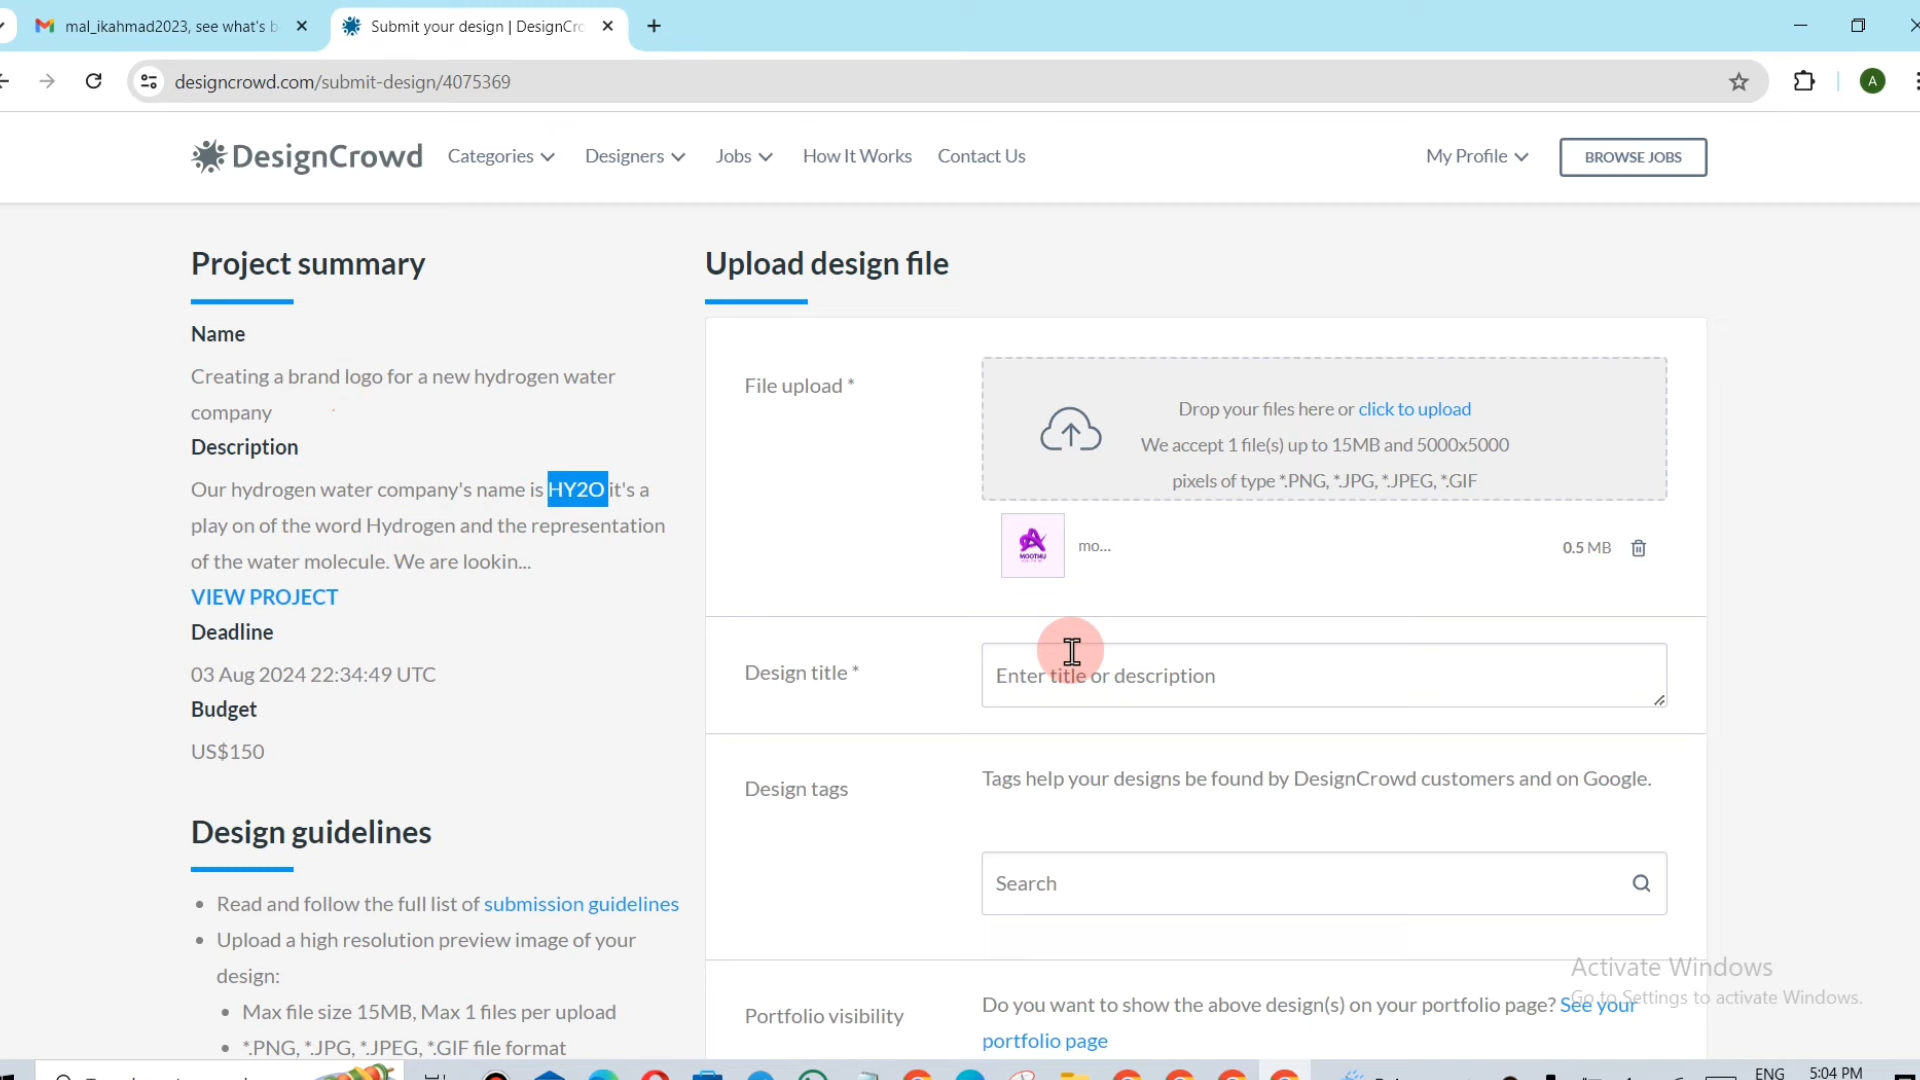 mal_ikahmad2023, see what's b
Submit your design | DesignCro
designcrowd.com/submit-design/4075369
A
DesignCrowd
Categories
Designers
Jobs
How It Works
Contact Us
My Profile
BROWSE JOBS
Project summary
Name
Creating a brand logo for a new hydrogen water
company
Description
Our hydrogen water company's name is HY2O it's a
play on of the word Hydrogen and the representation
of the water molecule. We are lookin...
VIEW PROJECT
Deadline
03 Aug 2024 22:34:49 UTC
Budget
US$150
Design guidelines
Read and follow the full list of submission guidelines
Upload a high resolution preview image of your
design:
Max file size 15MB, Max 1 files per upload
*.PNG, *.JPG, *.JPEG, *.GIF file format
Upload design file
File upload *
Drop your files here or click to upload
We accept 1 file(s) up to 15MB and 5000x5000
pixels of type *.PNG, *.JPG, *.JPEG, *.GIF
MOOTHU
mo...
0.5 MB
Design title *
Enter title or description
Design tags
Tags help your designs be found by DesignCrowd customers and on Google.
Search
Portfolio visibility
Do you want to show the above design(s) on your portfolio page? See your
portfolio page
Activate Windows
Go to Settings to activate Windows.
ENG
5:04 PM